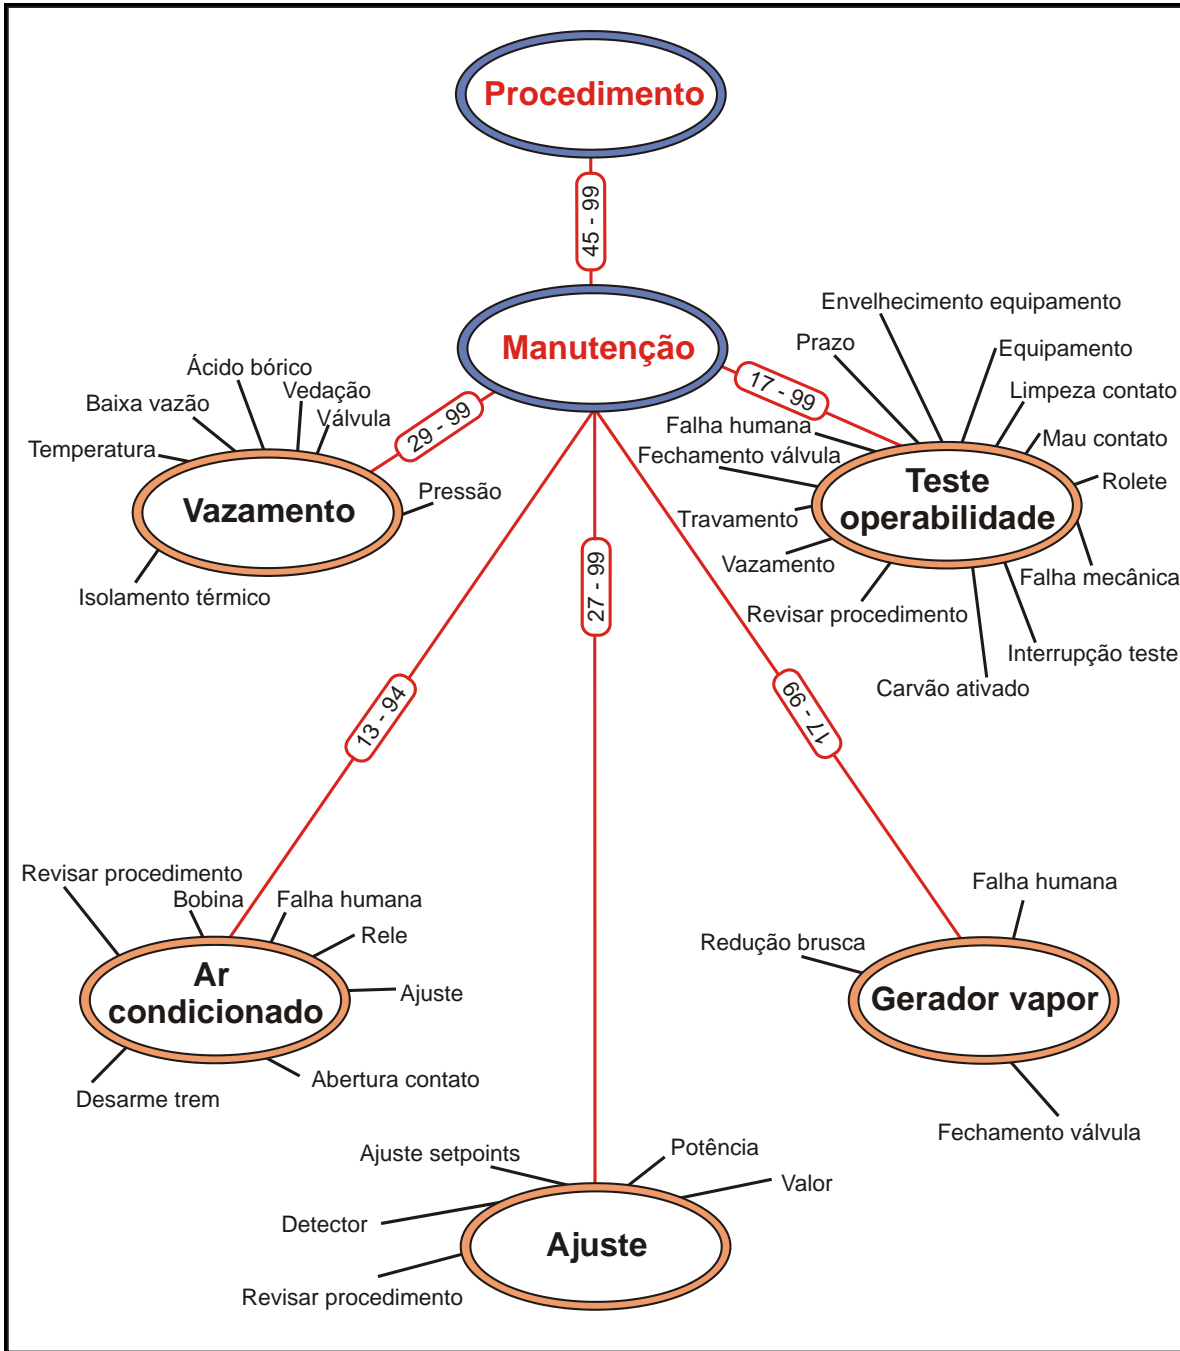 Procedimento
45 - 99
Manutenção
Envelhecimento equipamento
Prazo
Equipamento
17 - 99
Limpeza contato
Falha humana
Mau contato
Fechamento válvula
Rolete
Teste
operabilidade
Travamento
Vazamento
Falha mecânica
Revisar procedimento
Interrupção teste
Carvão ativado
Ácido bórico
Vedação
Baixa vazão
Válvula
29 - 99
Temperatura
Pressão
Vazamento
Isolamento térmico
27 - 99
13 - 94
17 - 99
Revisar procedimento
Bobina
Falha humana
Rele
Ar
condicionado
Ajuste
Abertura contato
Desarme trem
Falha humana
Redução brusca
Gerador vapor
Fechamento válvula
Ajuste setpoints
Potência
Valor
Detector
Ajuste
Revisar procedimento